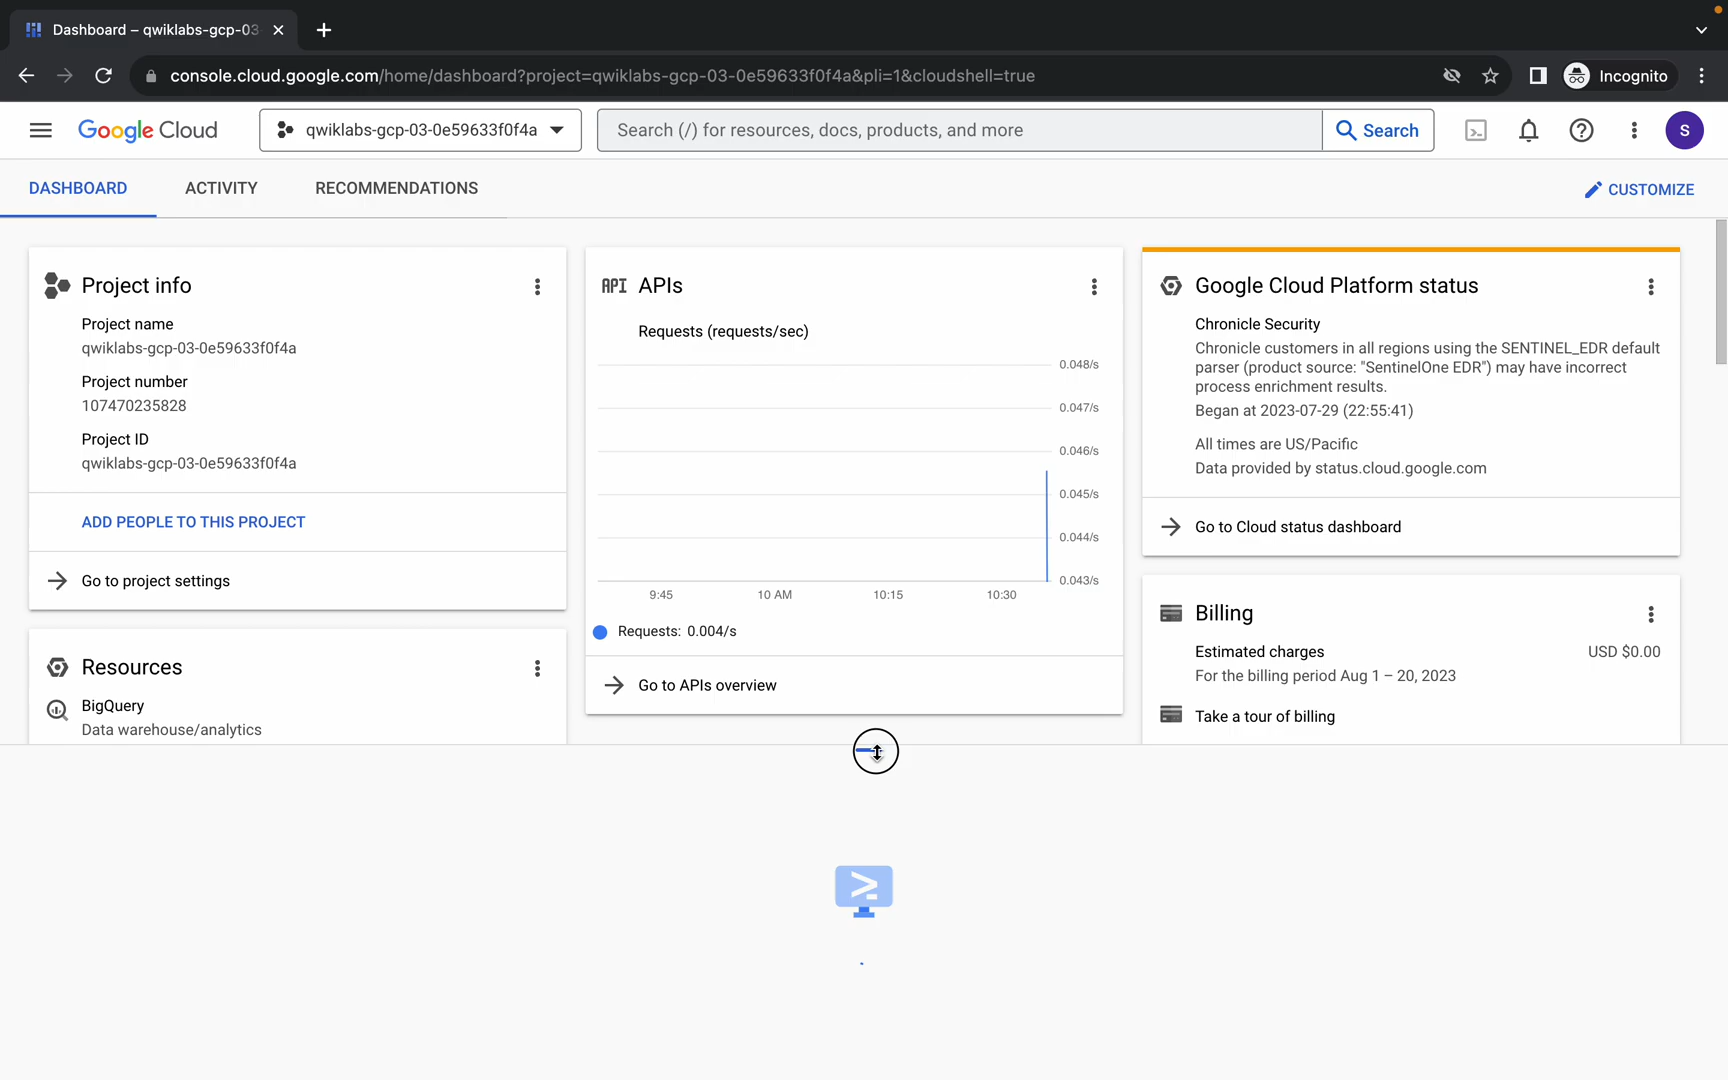 Dashboard – qwiklabs-gcp-03
console.cloud.google.com/home/dashboard?project=qwiklabs-gcp-03-0e59633f0f4a&pli=1&cloudshell=true
Incognito
Google Cloud
qwiklabs-gcp-03-0e59633f0f4a
Search (/) for resources, docs, products, and more
Search
S
DASHBOARD
ACTIVITY
RECOMMENDATIONS
CUSTOMIZE
Project info
Project name
qwiklabs-gcp-03-0e59633f0f4a
Project number
107470235828
Project ID
qwiklabs-gcp-03-0e59633f0f4a
ADD PEOPLE TO THIS PROJECT
Go to project settings
Resources
BigQuery
Data warehouse/analytics
API APIs
Requests (requests/sec)
0.048/s
0.047/s
0.046/s
0.045/s
0.044/s
0.043/s
9:45
10 AM
10:15
10:30
Requests: 0.004/s
Go to APIs overview
Google Cloud Platform status
Chronicle Security
Chronicle customers in all regions using the SENTINEL_EDR default
parser (product source: "SentinelOne EDR") may have incorrect
process enrichment results.
Began at 2023-07-29 (22:55:41)
All times are US/Pacific
Data provided by status.cloud.google.com
Go to Cloud status dashboard
Billing
Estimated charges
USD $0.00
For the billing period Aug 1 – 20, 2023
Take a tour of billing